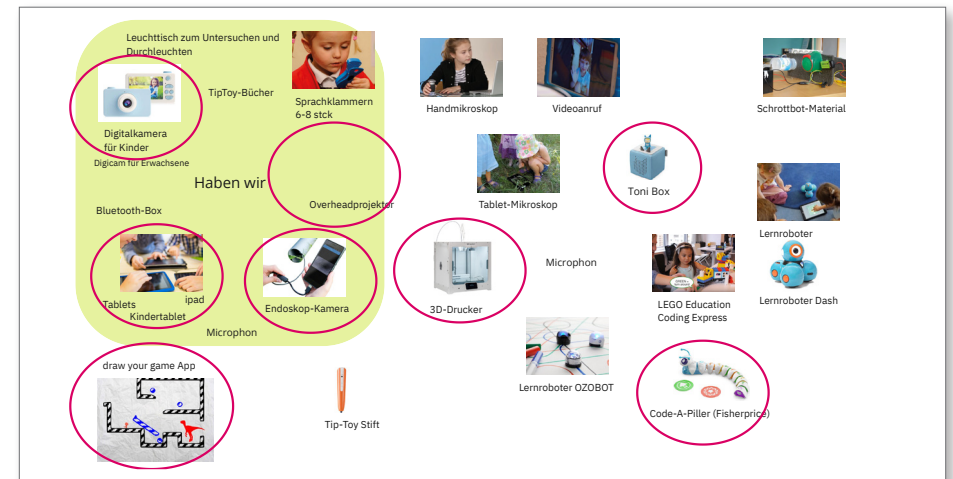 Leuchttisch zum Untersuchen und
Durchleuchten
TipToy-Bücher
Sprachklammern
6-8 stck
Handmikroskop
Videoanruf
Schrottbot-Material
Digitalkamera
für Kinder
Digicam für Erwachsene
Haben wir
Overheadprojektor
Bluetooth-Box
Tablet-Mikroskop
Toni Box
Lernroboter
Tablets
ipad
Kindertablet
Endoskop-Kamera
3D-Drucker
Microphon
LEGO Education
Coding Express
Lernroboter Dash
Microphon
draw your game App
Tip-Toy Stift
Lernroboter OZOBOT
Code-A-Piller (Fisherprice)